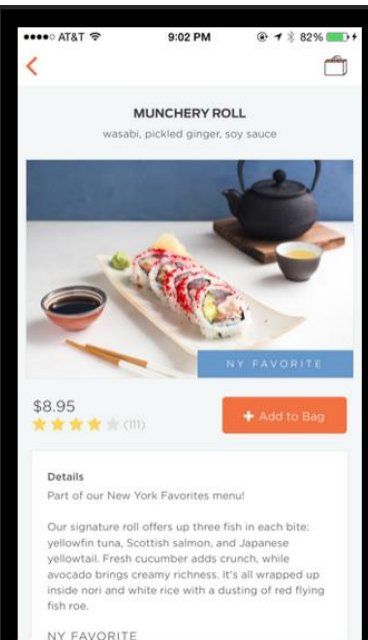 AT&T 9:02 PM 82%
MUNCHERY ROLL
wasabi, pickled ginger, soy sauce
NY FAVORITE
$8.95
(111)
+ Add to Bag
Details
Part of our New York Favorites menu!
Our signature roll offers up three fish in each bite:
yellowfin tuna, Scottish salmon, and Japanese
yellowtail. Fresh cucumber adds crunch, while
avocado brings creamy richness. It's all wrapped up
inside nori and white rice with a dusting of red flying
fish roe.
NY FAVORITE